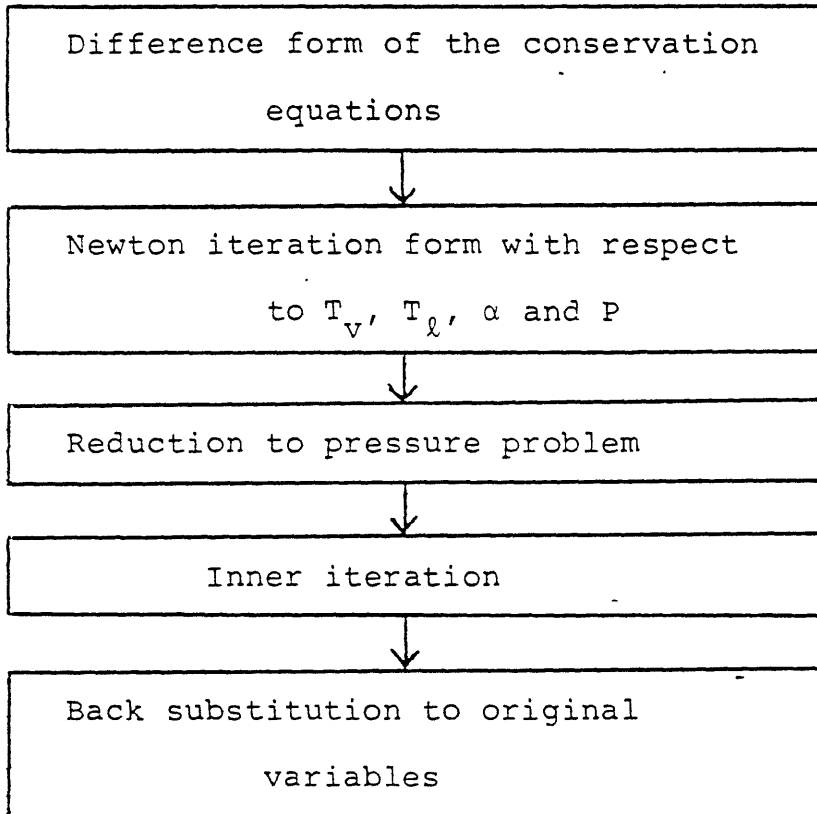 Difference form of the conservation
equations
Newton iteration form with respect
to T_v, T_ℓ, α and P
Reduction to pressure problem
Inner iteration
Back substitution to original
variables